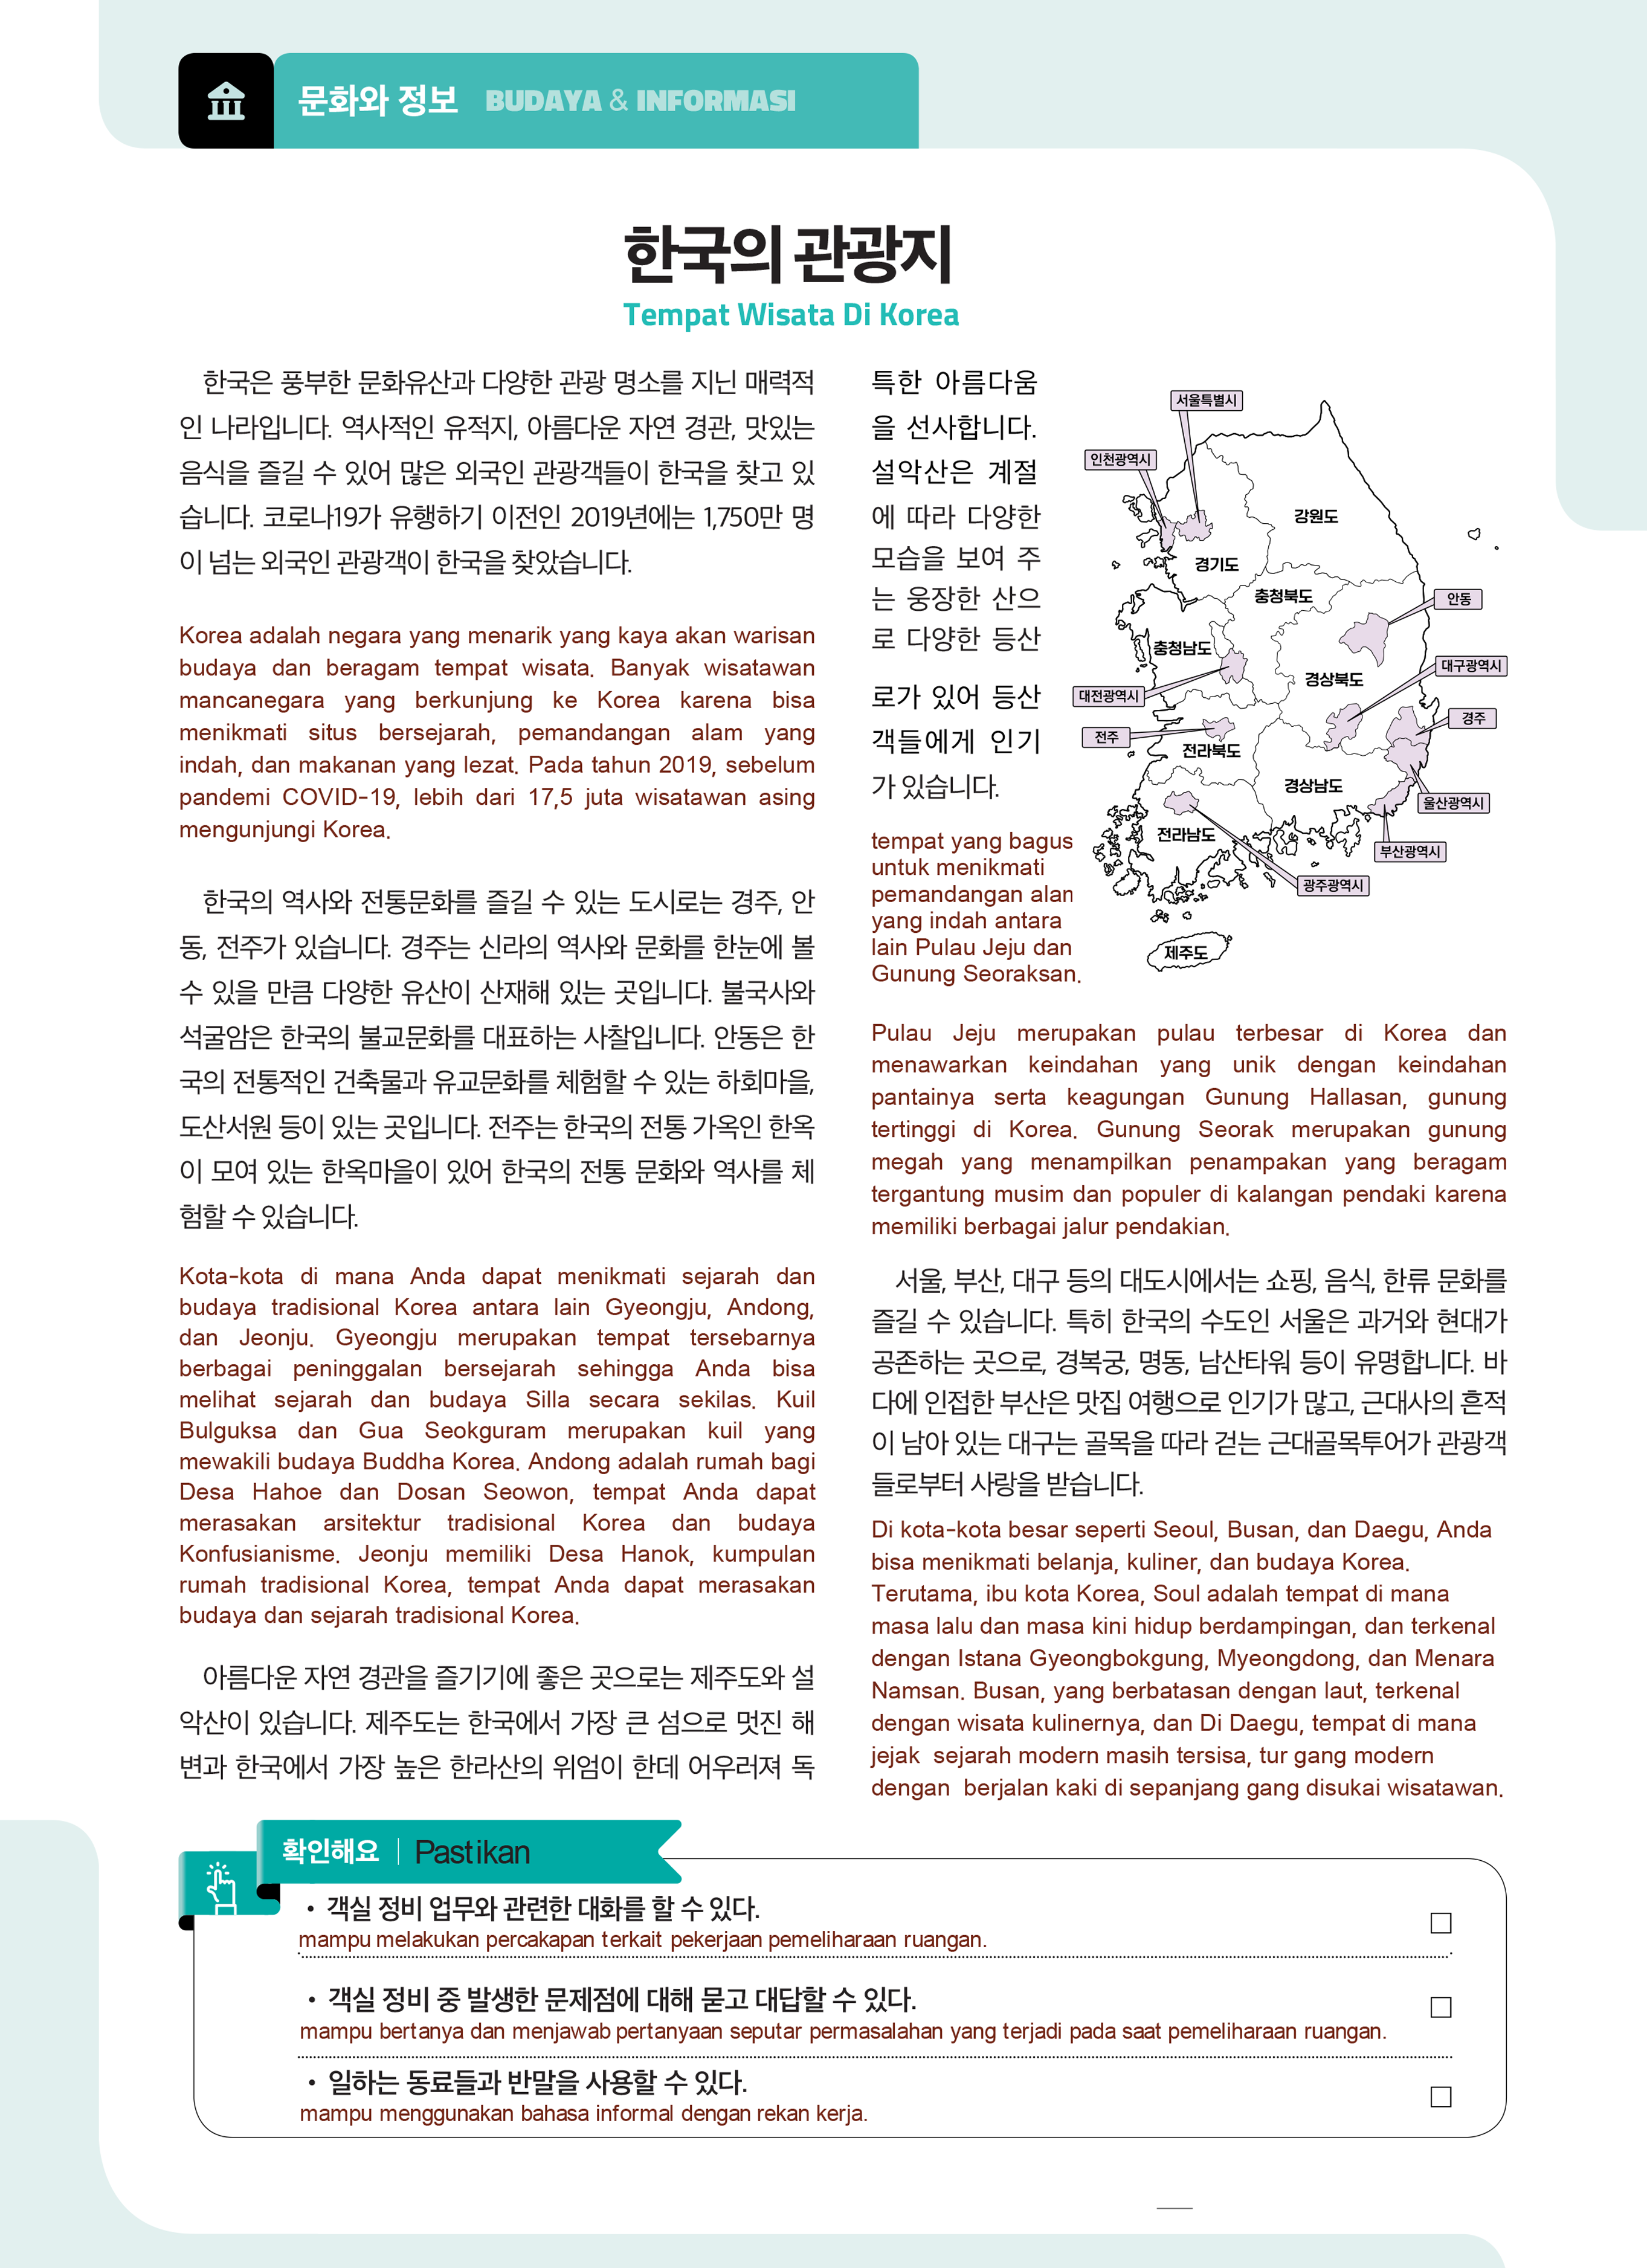 문화와 정보 BUDAYA & INFORMASI
한국의 관광지
Tempat Wisata Di Korea
한국은 풍부한 문화유산과 다양한 관광 명소를 지닌 매력적
인 나라입니다. 역사적인 유적지, 아름다운 자연 경관, 맛있는
음식을 즐길 수 있어 많은 외국인 관광객들이 한국을 찾고 있
습니다. 코로나19가 유행하기 이전인 2019년에는 1,750만 명
이 넘는 외국인 관광객이 한국을 찾았습니다.
Korea adalah negara yang menarik yang kaya akan warisan
budaya dan beragam tempat wisata. Banyak wisatawan
mancanegara yang berkunjung ke Korea karena bisa
menikmati situs bersejarah, pemandangan alam yang
indah, dan makanan yang lezat. Pada tahun 2019, sebelum
pandemi COVID-19, lebih dari 17,5 juta wisatawan asing
mengunjungi Korea.
한국의 역사와 전통문화를 즐길 수 있는 도시로는 경주, 안
동, 전주가 있습니다. 경주는 신라의 역사와 문화를 한눈에 볼
수 있을 만큼 다양한 유산이 산재해 있는 곳입니다. 불국사와
석굴암은 한국의 불교문화를 대표하는 사찰입니다. 안동은 한
국의 전통적인 건축물과 유교문화를 체험할 수 있는 하회마을,
도산서원 등이 있는 곳입니다. 전주는 한국의 전통 가옥인 한옥
이 모여 있는 한옥마을이 있어 한국의 전통 문화와 역사를 체
험할 수 있습니다.
Kota-kota di mana Anda dapat menikmati sejarah dan
budaya tradisional Korea antara lain Gyeongju, Andong,
dan Jeonju. Gyeongju merupakan tempat tersebarnya
berbagai peninggalan bersejarah sehingga Anda bisa
melihat sejarah dan budaya Silla secara sekilas. Kuil
Bulguksa dan Gua Seokguram merupakan kuil yang
mewakili budaya Buddha Korea. Andong adalah rumah bagi
Desa Hahoe dan Dosan Seowon, tempat Anda dapat
merasakan arsitektur tradisional Korea dan budaya
Konfusianisme. Jeonju memiliki Desa Hanok, kumpulan
rumah tradisional Korea, tempat Anda dapat merasakan
budaya dan sejarah tradisional Korea.
아름다운 자연 경관을 즐기기에 좋은 곳으로는 제주도와 설
악산이 있습니다. 제주도는 한국에서 가장 큰 섬으로 멋진 해
변과 한국에서 가장 높은 한라산의 위엄이 한데 어우러져 독
특한 아름다움
을 선사합니다.
설악산은 계절
에 따라 다양한
모습을 보여 주
는 웅장한 산으
로 다양한 등산
로가 있어 등산
객들에게 인기
가 있습니다.
서울특별시
인천광역시
강원도
경기도
충청북도
안동
충청남도
대구광역시
경상북도
대전광역시
경주
전주
전라북도
경상남도
울산광역시
전라남도
부산광역시
광주광역시
제주도
tempat yang bagus
untuk menikmati
pemandangan alan
yang indah antara
lain Pulau Jeju dan
Gunung Seoraksan.
Pulau Jeju merupakan pulau terbesar di Korea dan
menawarkan keindahan yang unik dengan keindahan
pantainya serta keagungan Gunung Hallasan, gunung
tertinggi di Korea. Gunung Seorak merupakan gunung
megah yang menampilkan penampakan yang beragam
tergantung musim dan populer di kalangan pendaki karena
memiliki berbagai jalur pendakian.
서울, 부산, 대구 등의 대도시에서는 쇼핑, 음식, 한류 문화를
즐길 수 있습니다. 특히 한국의 수도인 서울은 과거와 현대가
공존하는 곳으로, 경복궁, 명동, 남산타워 등이 유명합니다. 바
다에 인접한 부산은 맛집 여행으로 인기가 많고, 근대사의 흔적
이 남아 있는 대구는 골목을 따라 걷는 근대골목투어가 관광객
들로부터 사랑을 받습니다.
Di kota-kota besar seperti Seoul, Busan, dan Daegu, Anda
bisa menikmati belanja, kuliner, dan budaya Korea.
Terutama, ibu kota Korea, Soul adalah tempat di mana
masa lalu dan masa kini hidup berdampingan, dan terkenal
dengan Istana Gyeongbokgung, Myeongdong, dan Menara
Namsan. Busan, yang berbatasan dengan laut, terkenal
dengan wisata kulinernya, dan Di Daegu, tempat di mana
jejak sejarah modern masih tersisa, tur gang modern
dengan berjalan kaki di sepanjang gang disukai wisatawan.
확인해요 | Pastikan
• 객실 정비 업무와 관련한 대화를 할 수 있다.
mampu melakukan percakapan terkait pekerjaan pemeliharaan ruangan.
• 객실 정비 중 발생한 문제점에 대해 묻고 대답할 수 있다.
mampu bertanya dan menjawab pertanyaan seputar permasalahan yang terjadi pada saat pemeliharaan ruangan.
• 일하는 동료들과 반말을 사용할 수 있다.
mampu menggunakan bahasa informal dengan rekan kerja.